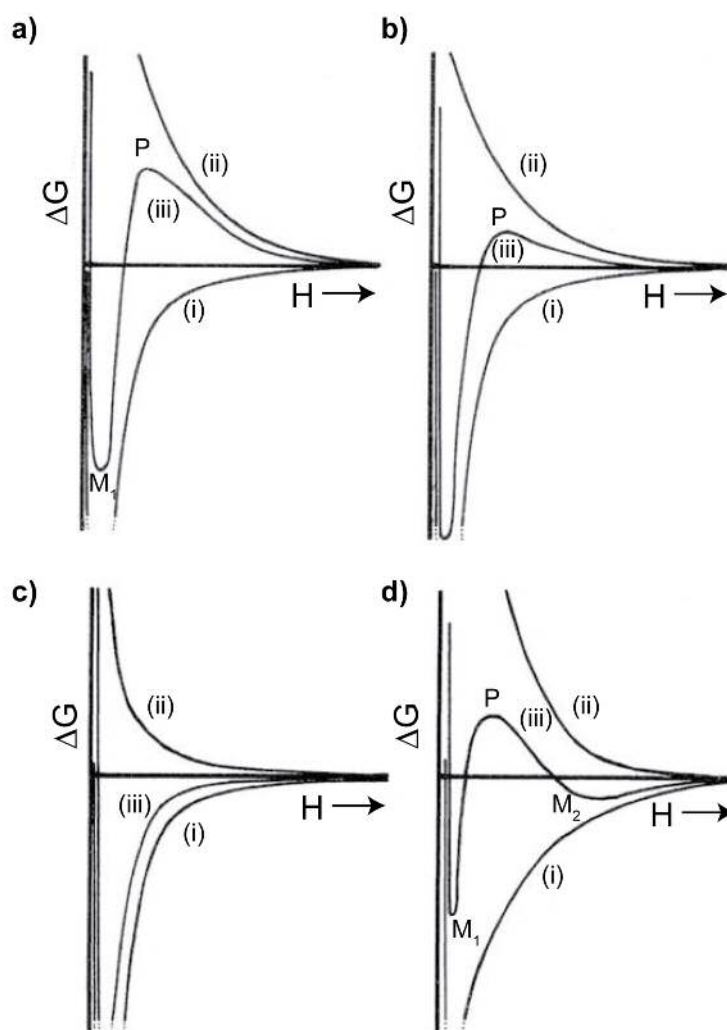 a)
ΔG
P
(ii)
(iii)
H
(i)
M₁
b)
ΔG
P
(ii)
(iii)
H
(i)
c)
ΔG
(ii)
(iii)
H
(i)
d)
ΔG
P
(iii)
(ii)
M₂
H
(i)
M₁